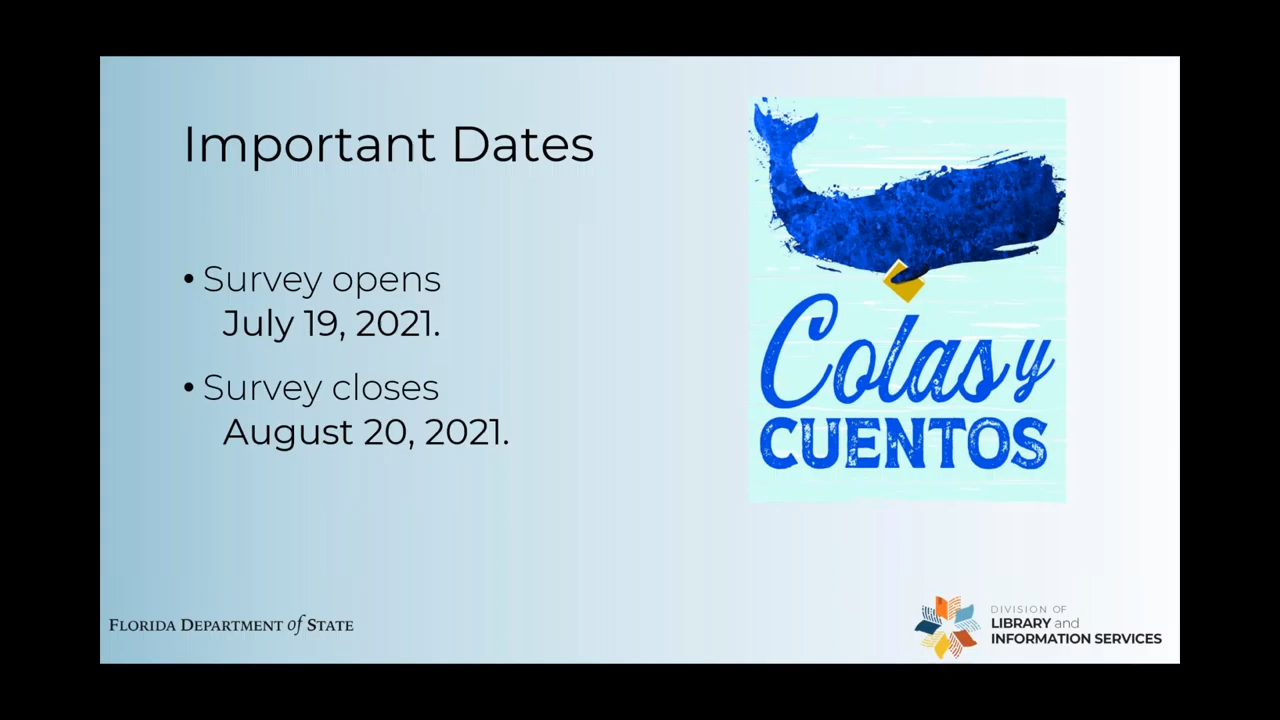 Important Dates
• Survey opens
July 19, 2021.
• Survey closes
August 20, 2021.
Colas y
CUENTOS
FLORIDA DEPARTMENT of STATE
DIVISION OF
LIBRARY and
INFORMATION SERVICES